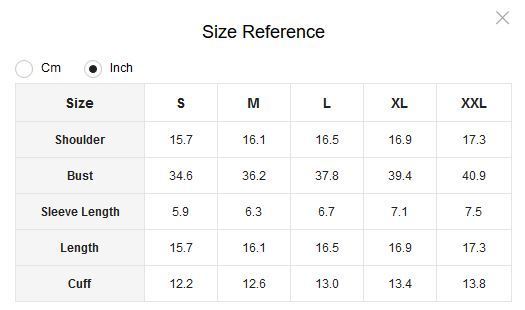 Size Reference
Cm Inch
Size S M L XL XXL
Shoulder 15.7 16.1 16.5 16.9 17.3
Bust 34.6 36.2 37.8 39.4 40.9
Sleeve Length 5.9 6.3 6.7 7.1 7.5
Length 15.7 16.1 16.5 16.9 17.3
Cuff 12.2 12.6 13.0 13.4 13.8